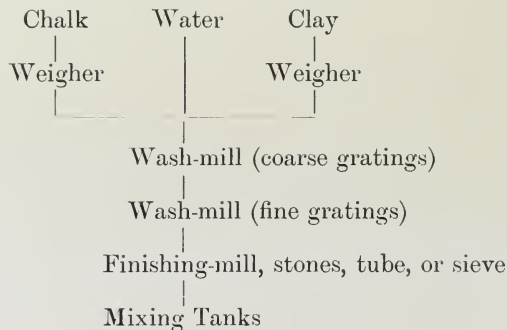 Chalk Water Clay
Weigher Weigher
Wash-mill (coarse gratings)
Wash-mill (fine gratings)
Finishing-mill, stones, tube, or sieve
Mixing Tanks